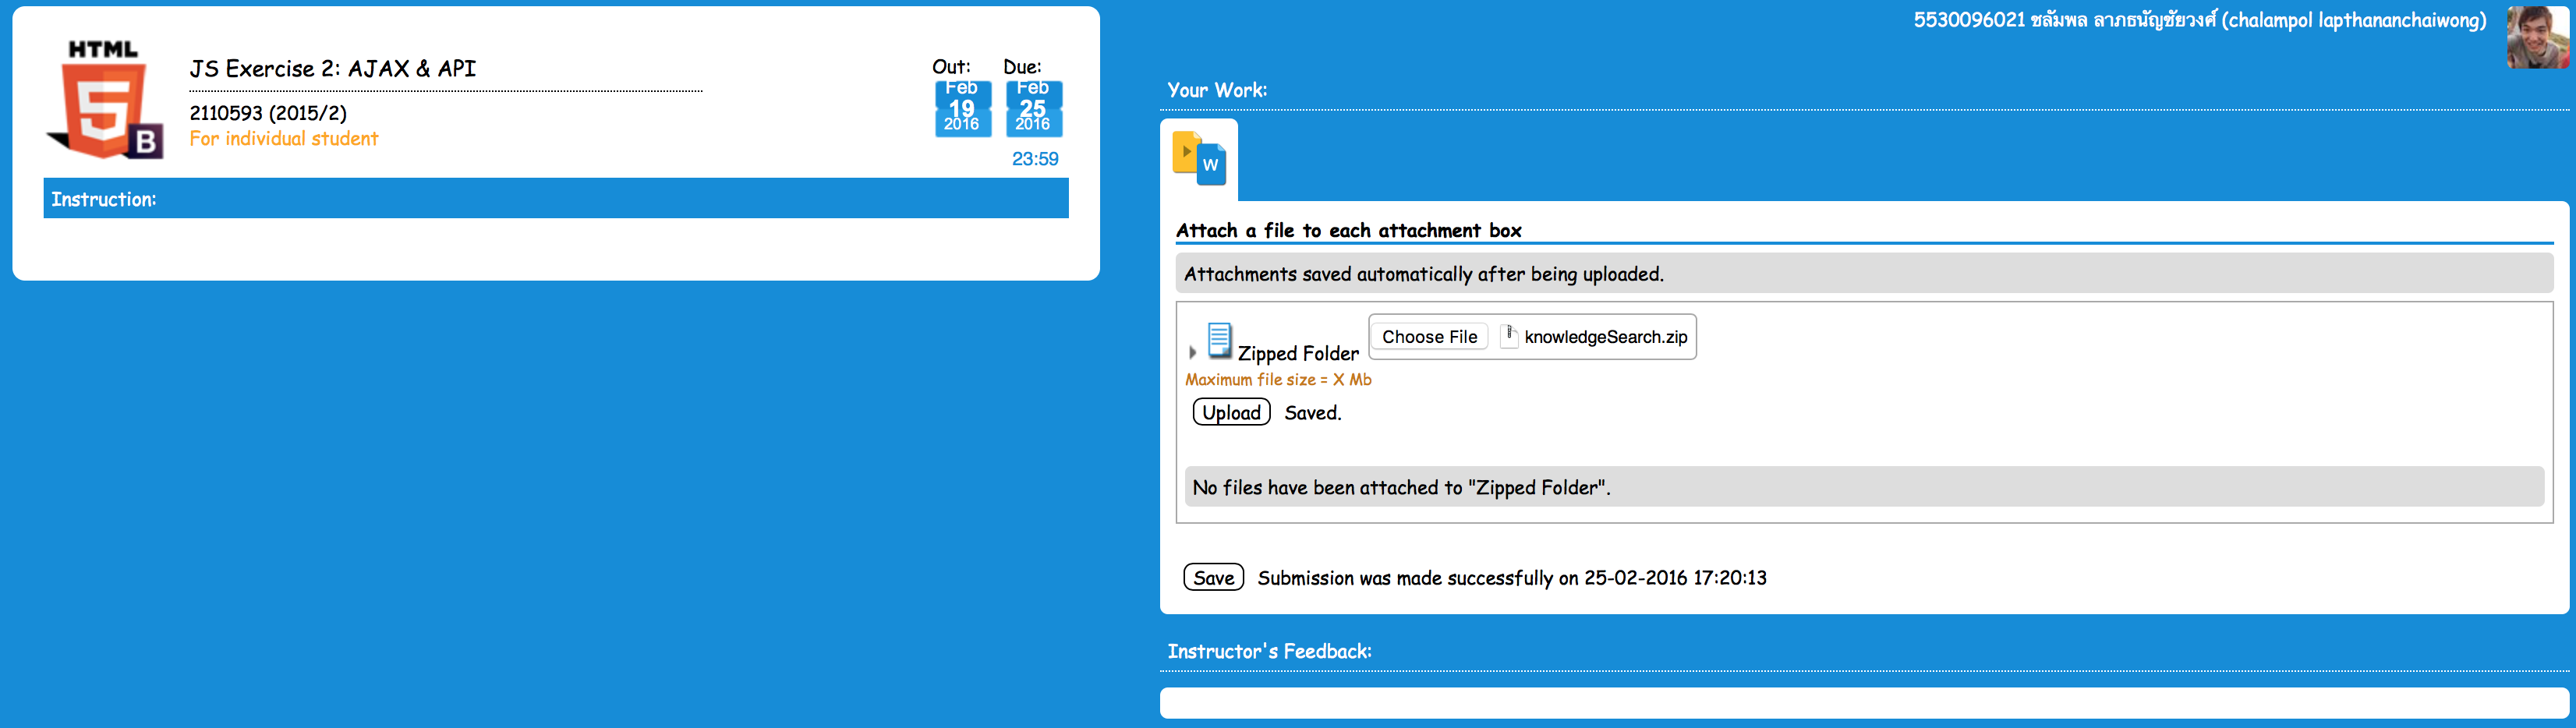 HTML
5
B
JS Exercise 2: AJAX & API
2110593 (2015/2)
For individual student
Out:
Feb
19
2016
Due:
Feb
25
2016
23:59
Instruction:
5530096021 ชลัมพล ลาภธนัญชัยวงศ์ (chalampol lapthananchaiwong)
Your Work:
W
Attach a file to each attachment box
Attachments saved automatically after being uploaded.
Zipped Folder Choose File knowledgeSearch.zip
Maximum file size = X Mb
Upload Saved.
No files have been attached to "Zipped Folder".
Save Submission was made successfully on 25-02-2016 17:20:13
Instructor's Feedback: